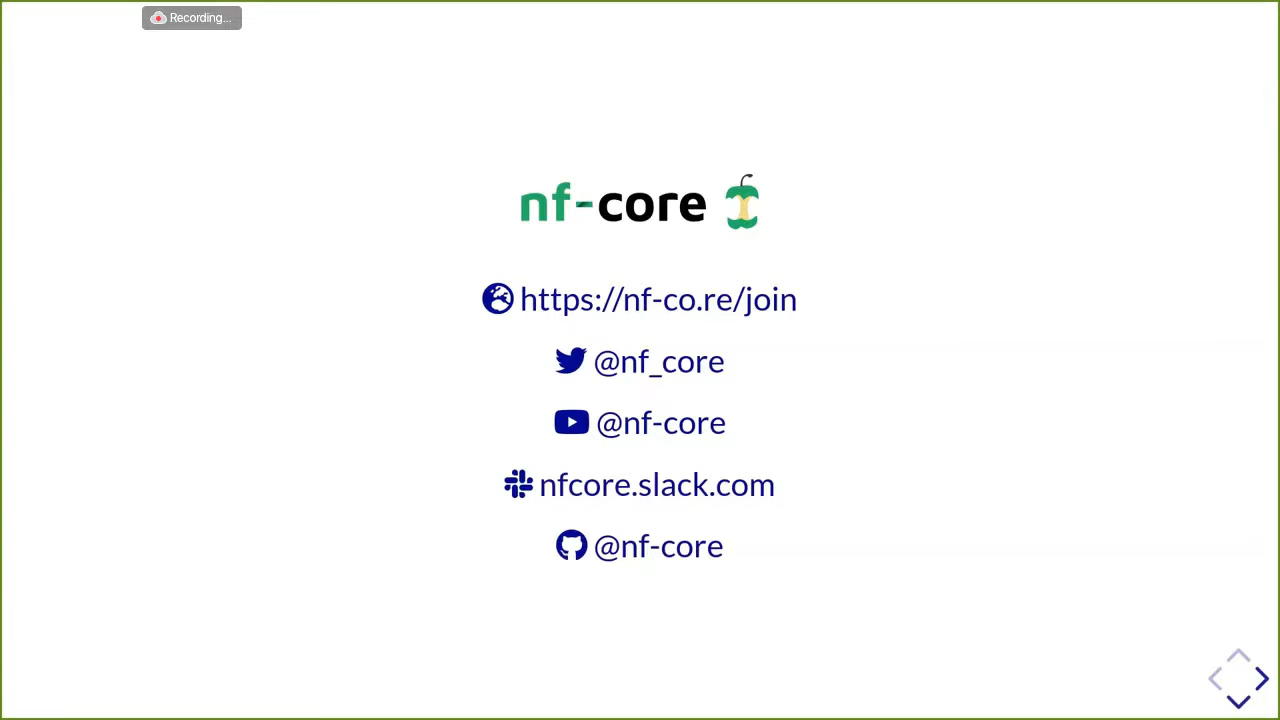 Recording...
nf-core
https://nf-co.re/join
@nf_core
@nf-core
nfcore.slack.com
@nf-core